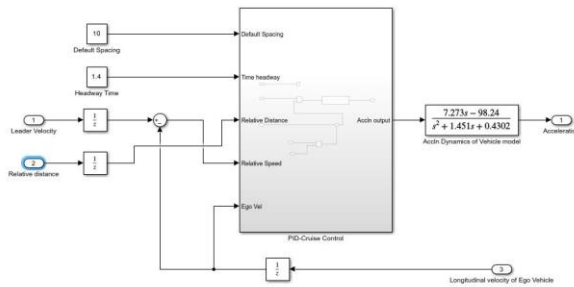 10
Default Spacing
Default Spacing
1.4
Headway Time
Time headway
1
Leader Velocity
1
z
Relative Distance
Accln output
7.273s − 98.24
s² + 1.451s + 0.4302
Accln Dynamics of Vehicle model
1
Acceleratio
2
Relative distance
1
z
Relative Speed
Ego Vel
PID-Cruise Control
1
z
3
Longitudinal velocity of Ego Vehicle